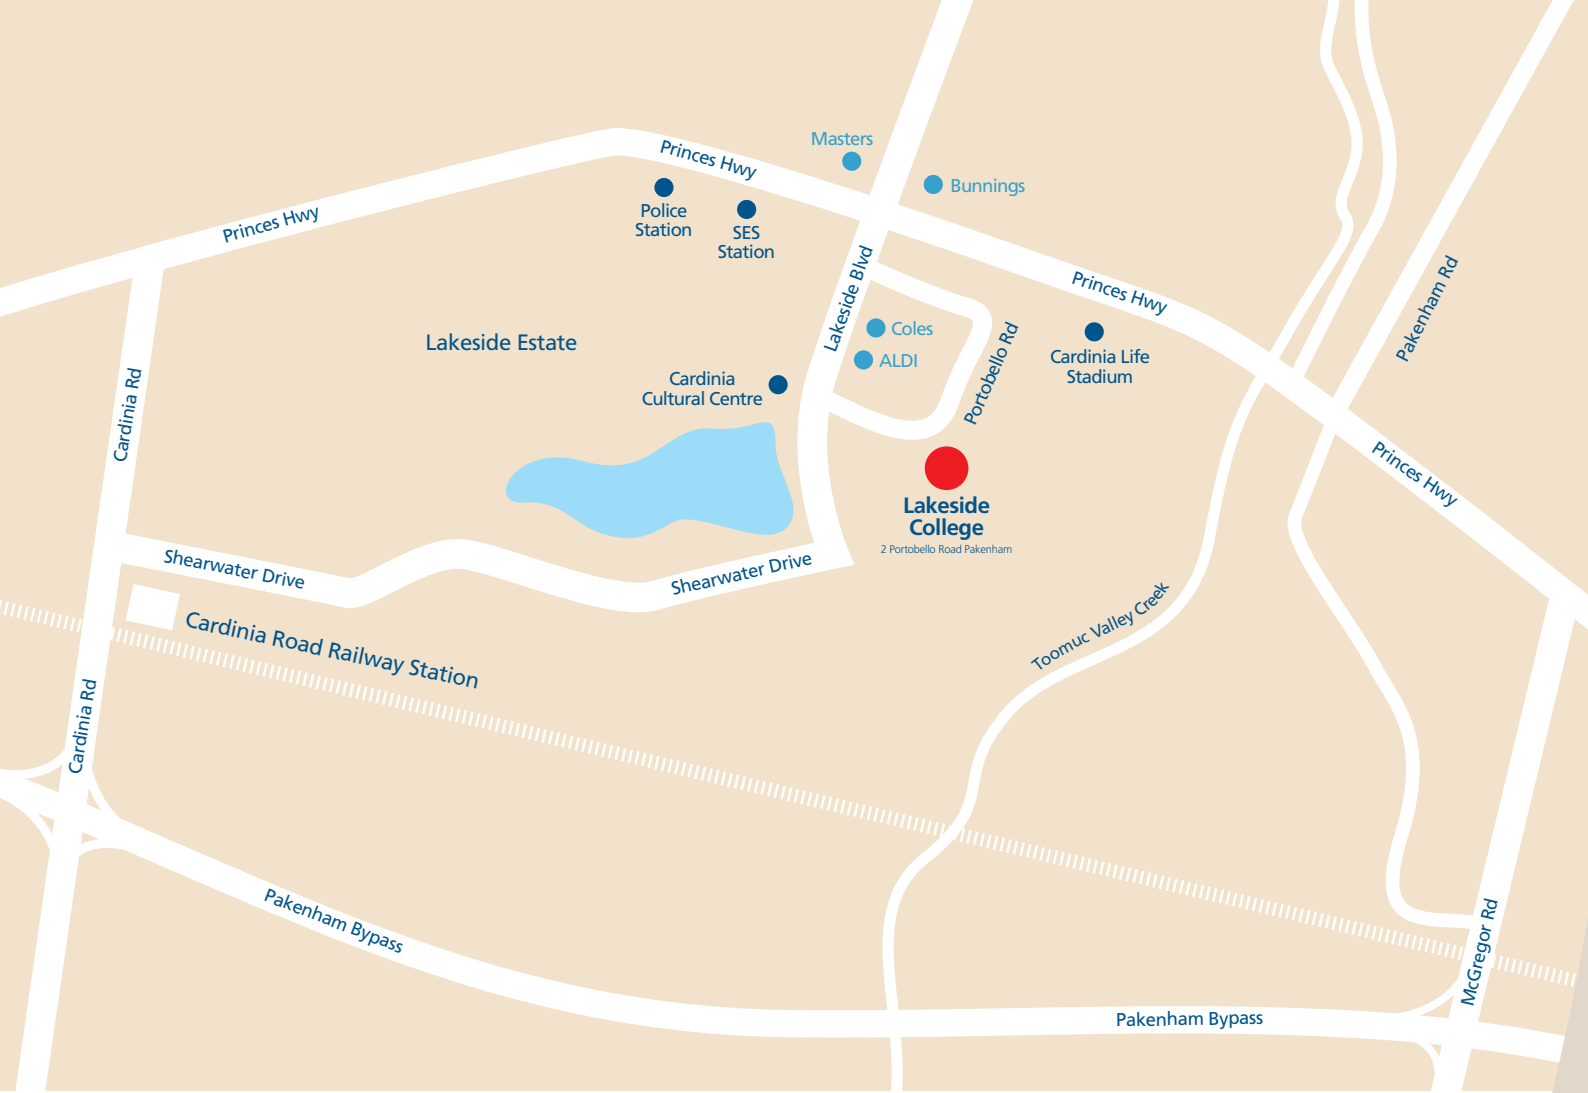 Masters
Princes Hwy
Bunnings
Police
Station
SES
Station
Princes Hwy
Lakeside Blvd
Princes Hwy
Pakenham Rd
Coles
ALDI
Portobello Rd
Cardinia Life
Stadium
Lakeside Estate
Cardinia
Cultural Centre
Cardinia Rd
Princes Hwy
Lakeside
College
2 Portobello Road Pakenham
Shearwater Drive
Shearwater Drive
Toomuc Valley Creek
Cardinia Road Railway Station
Cardinia Rd
Pakenham Bypass
McGregor Rd
Pakenham Bypass